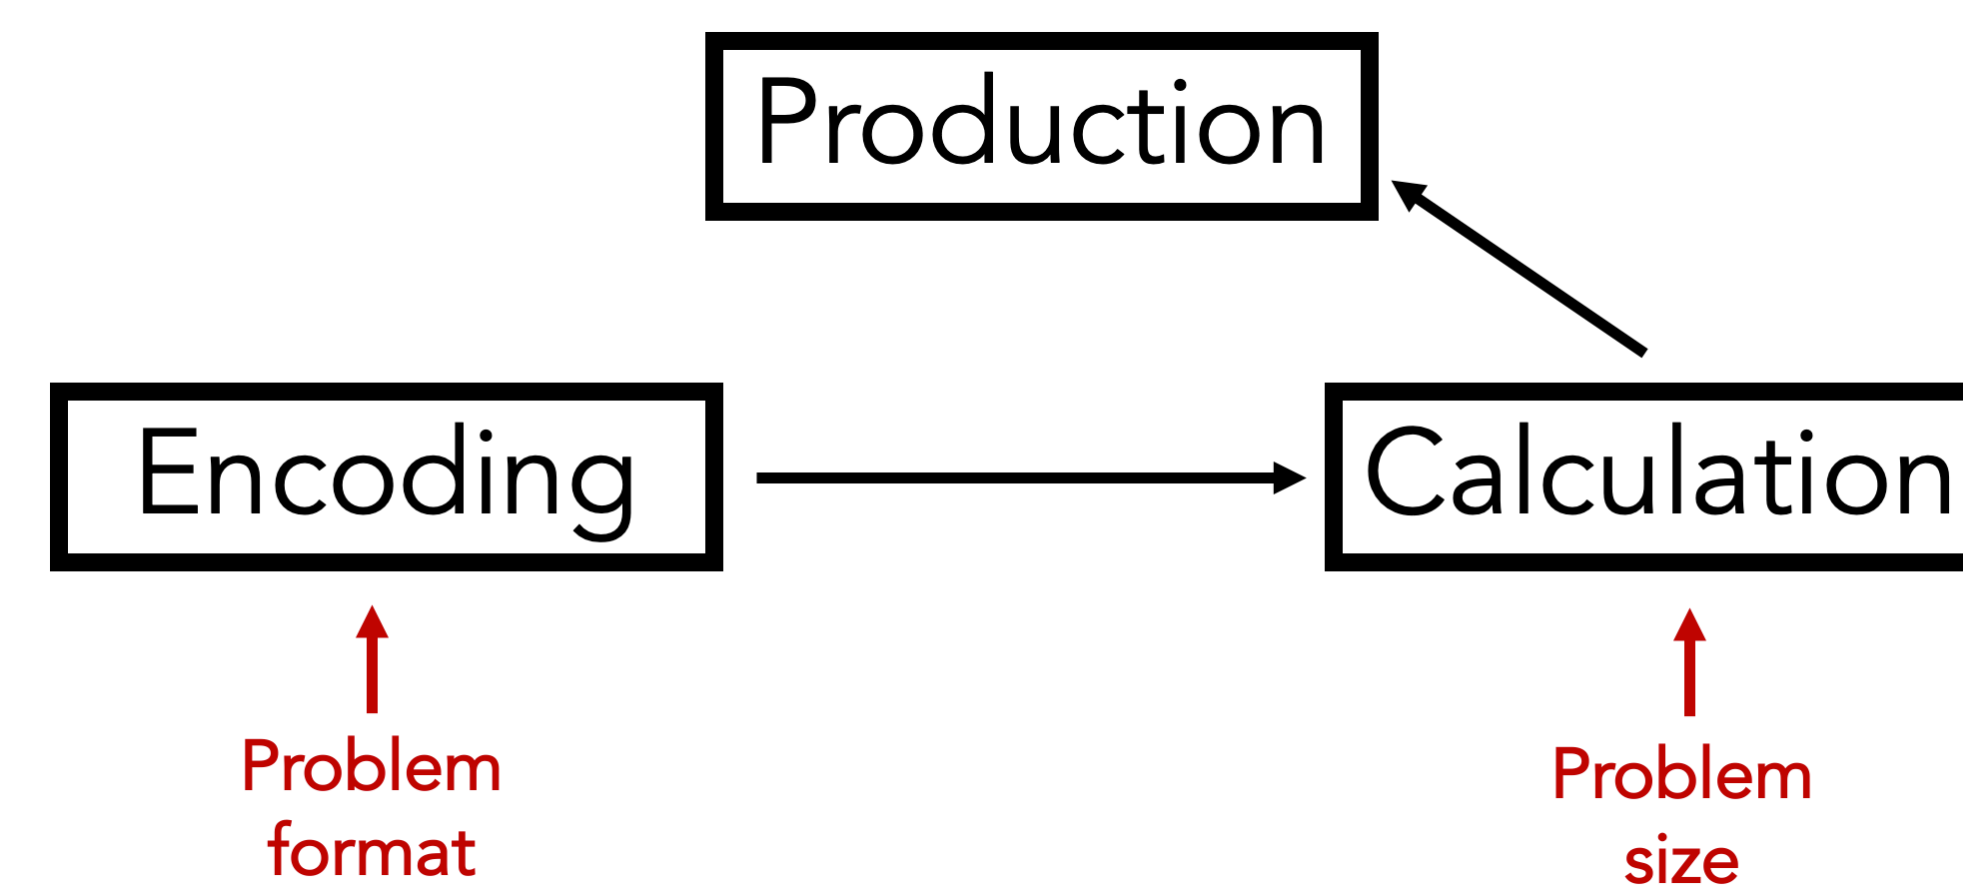 Production
Encoding
Calculation
Problem
format
Problem
size